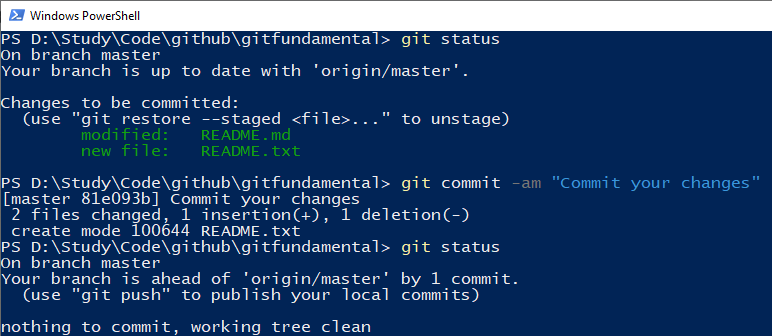 Windows PowerShell
PS D:\Study\Code\github\gitfundamental> git status
On branch master
Your branch is up to date with 'origin/master'.
Changes to be committed:
  (use "git restore --staged <file>..." to unstage)
        modified:   README.md
        new file:   README.txt
PS D:\Study\Code\github\gitfundamental> git commit -am "Commit your changes"
[master 81e093b] Commit your changes
 2 files changed, 1 insertion(+), 1 deletion(-)
 create mode 100644 README.txt
PS D:\Study\Code\github\gitfundamental> git status
On branch master
Your branch is ahead of 'origin/master' by 1 commit.
  (use "git push" to publish your local commits)
nothing to commit, working tree clean